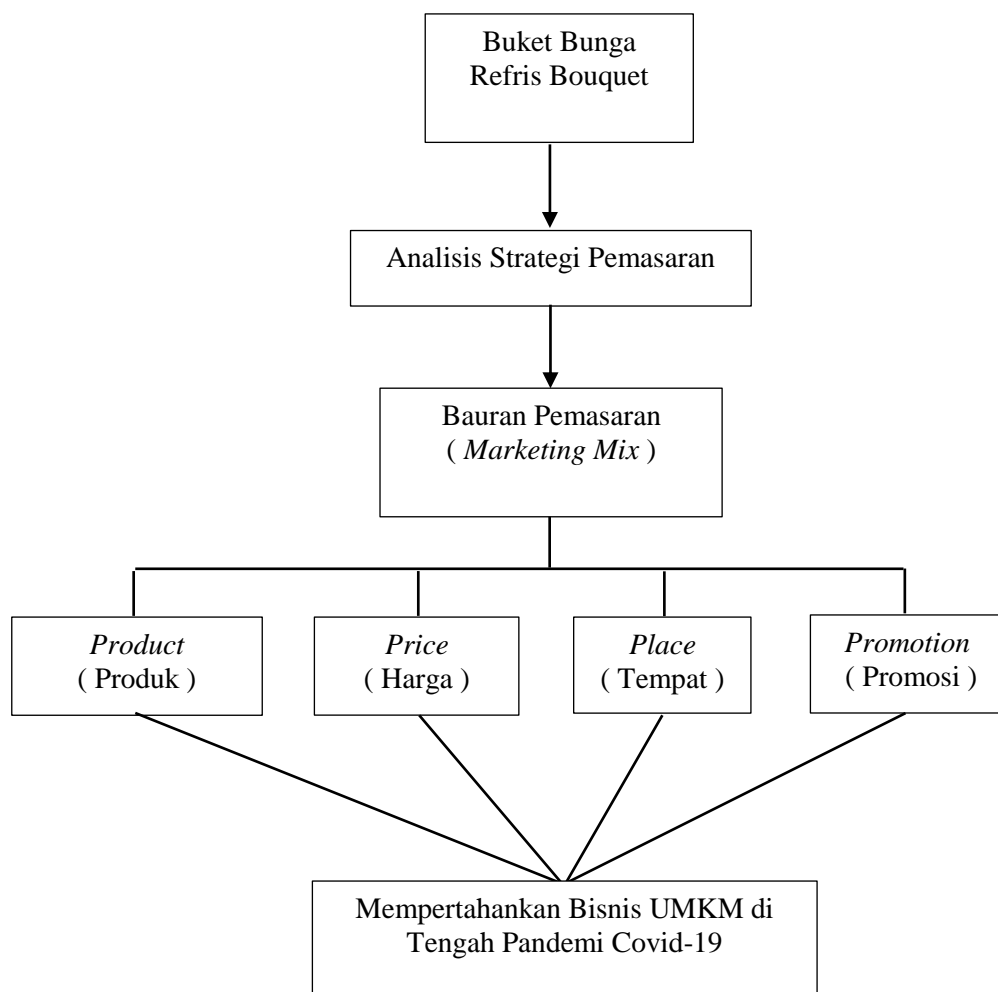 Buket Bunga
Refris Bouquet
Analisis Strategi Pemasaran
Bauran Pemasaran
( Marketing Mix )
Product
( Produk )
Price
( Harga )
Place
( Tempat )
Promotion
( Promosi )
Mempertahankan Bisnis UMKM di
Tengah Pandemi Covid-19